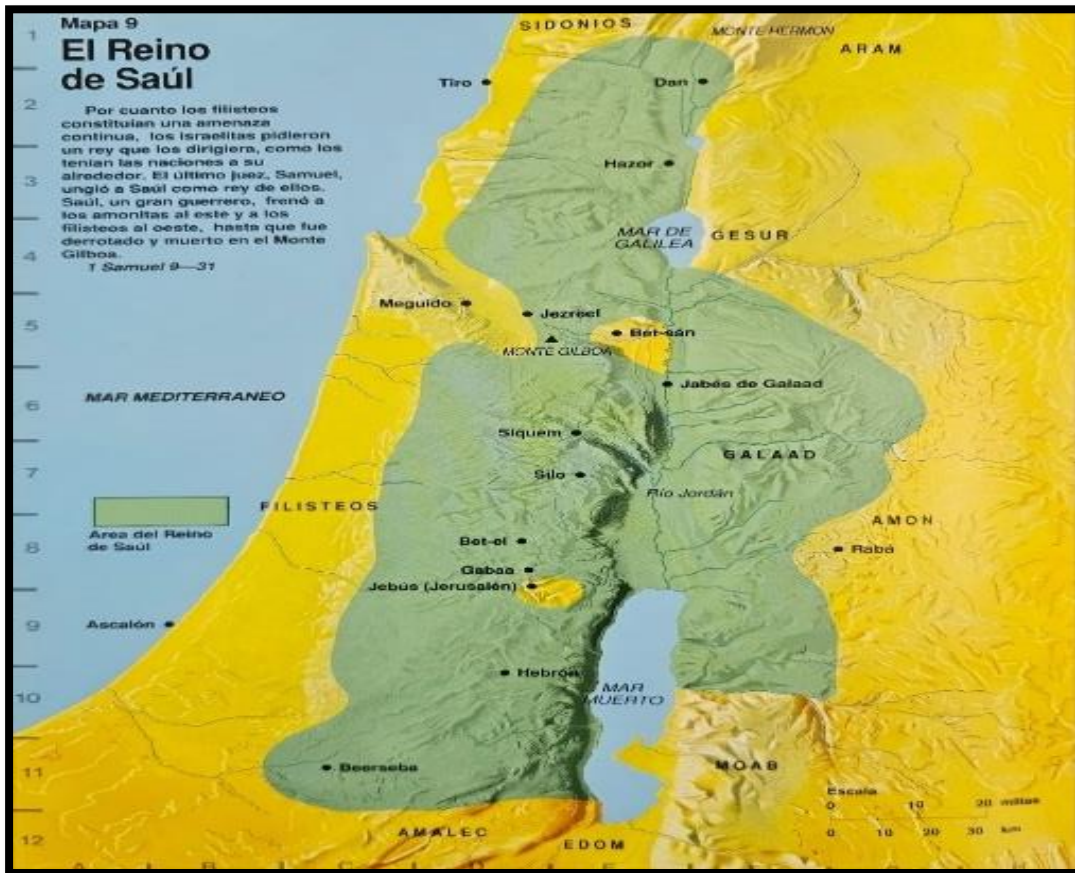 Mapa 9
El Reino
de Saúl
Por cuanto los filisteos
constituían una amenaza
continua, los israelitas pidieron
un rey que los dirigiera, como los
tenían las naciones a su
alrededor. El último juez, Samuel,
ungió a Saúl como rey de ellos.
Saúl, un gran guerrero, frenó a
los amonitas al este y a los
filisteos al oeste, hasta que fue
derrotado y muerto en el Monte
Gilboa.
1 Samuel 9—31
SIDONIOS
MONTE HERMON
ARAM
Tiro
Dan
Hazor
MAR DE
GALILEA
GESUR
Meguido
Jezreel
Bet-sán
MONTE GILBOA
Jabés de Galaad
MAR MEDITERRANEO
Siquem
GALAAD
Silo
Río Jordán
FILISTEOS
Area del Reino
de Saúl
AMON
Bet-el
Rabá
Gabaa
Jebús (Jerusalén)
Ascalón
Hebrón
MAR
MUERTO
Beerseba
MOAB
Escala
0 10 20 millas
0 10 20 30 km
AMALEC
EDOM
1
2
3
4
5
6
7
8
9
10
11
12
A B C D E